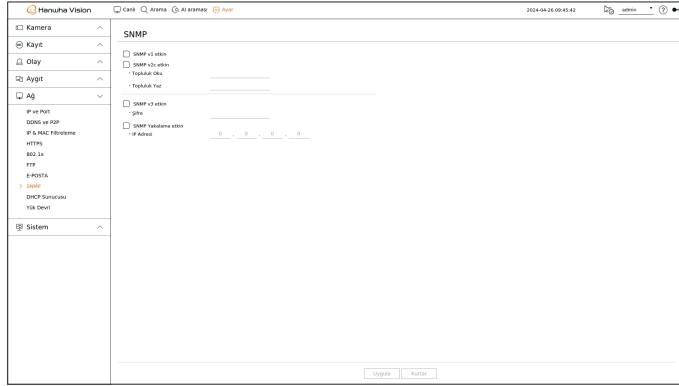 Hanwha Vision
Canlı Arama AI araması Ayar
2024-04-26 09:45:42
admin
Kamera
Kayıt
Olay
Aygıt
Ağ
IP ve Port
DDNS ve P2P
IP & MAC Filtreleme
HTTPS
802.1x
FTP
E-POSTA
SNMP
DHCP Sunucusu
Yük Devri
Sistem
SNMP
SNMP v1 etkin
SNMP v2c etkin
Topluluk Oku
Topluluk Yaz
SNMP v3 etkin
Şifre
SNMP Yakalama etkin
IP Adresi 0 . 0 . 0 . 0
Uygula Kurtar